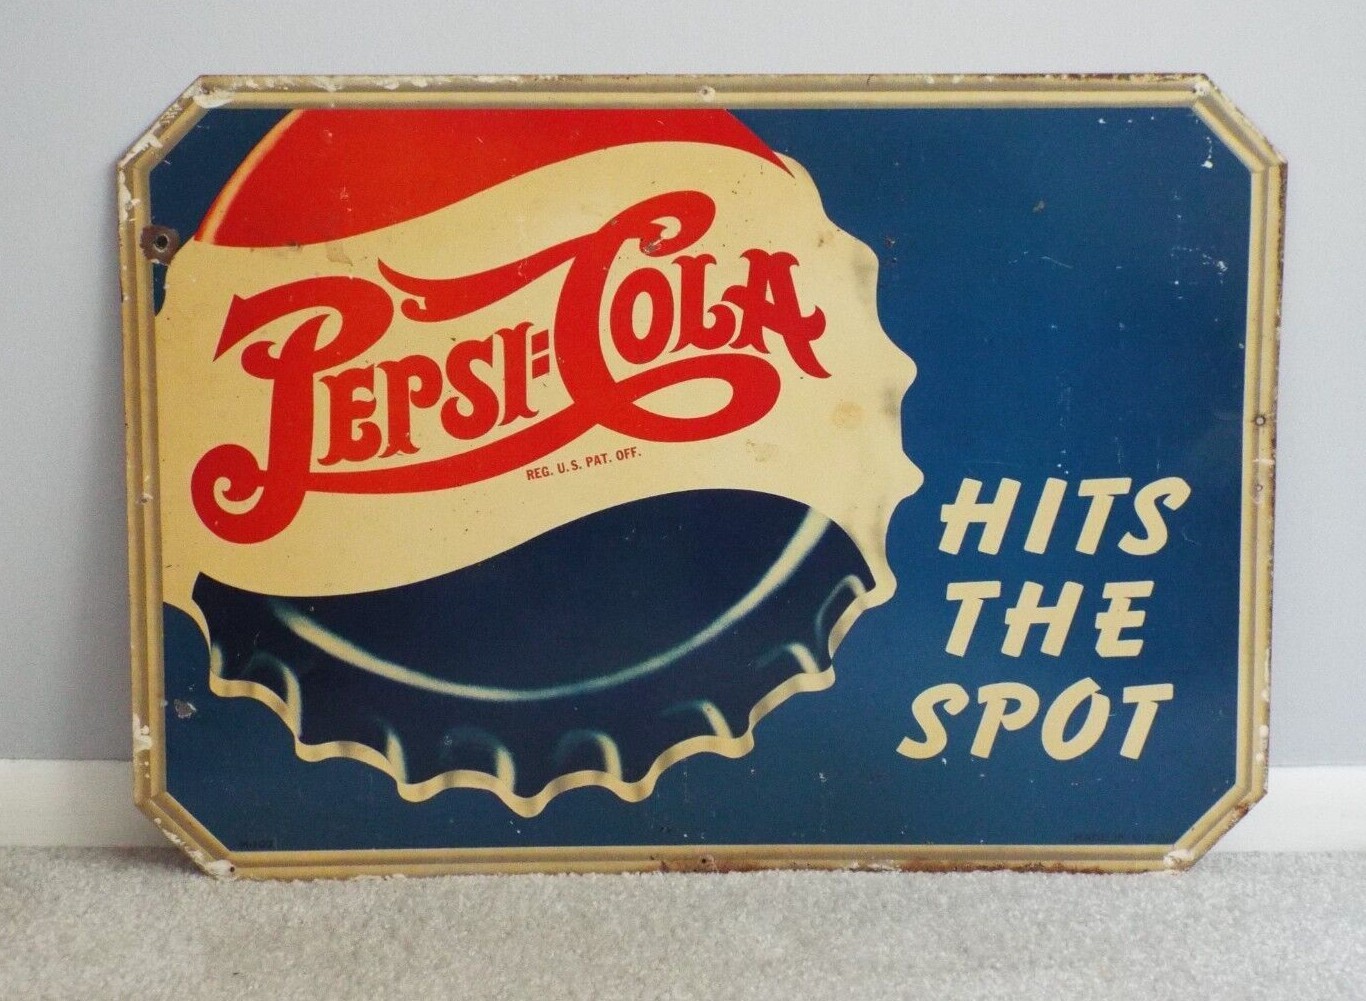 PEPSI=COLA
REG. U.S. PAT. OFF.
HITS
THE
SPOT